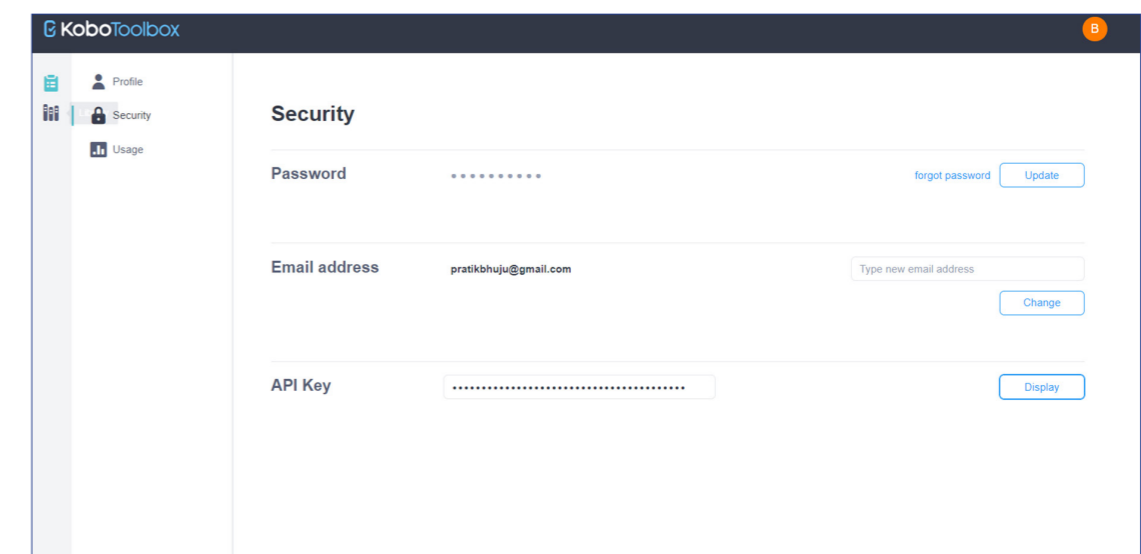 KoboToolbox
B
Profile
Security
Usage
Security
Password
••••••••••
forgot password
Update
Email address
pratikbhuju@gmail.com
Type new email address
Change
API Key
••••••••••••••••••••••••••••••••••••••••
Display